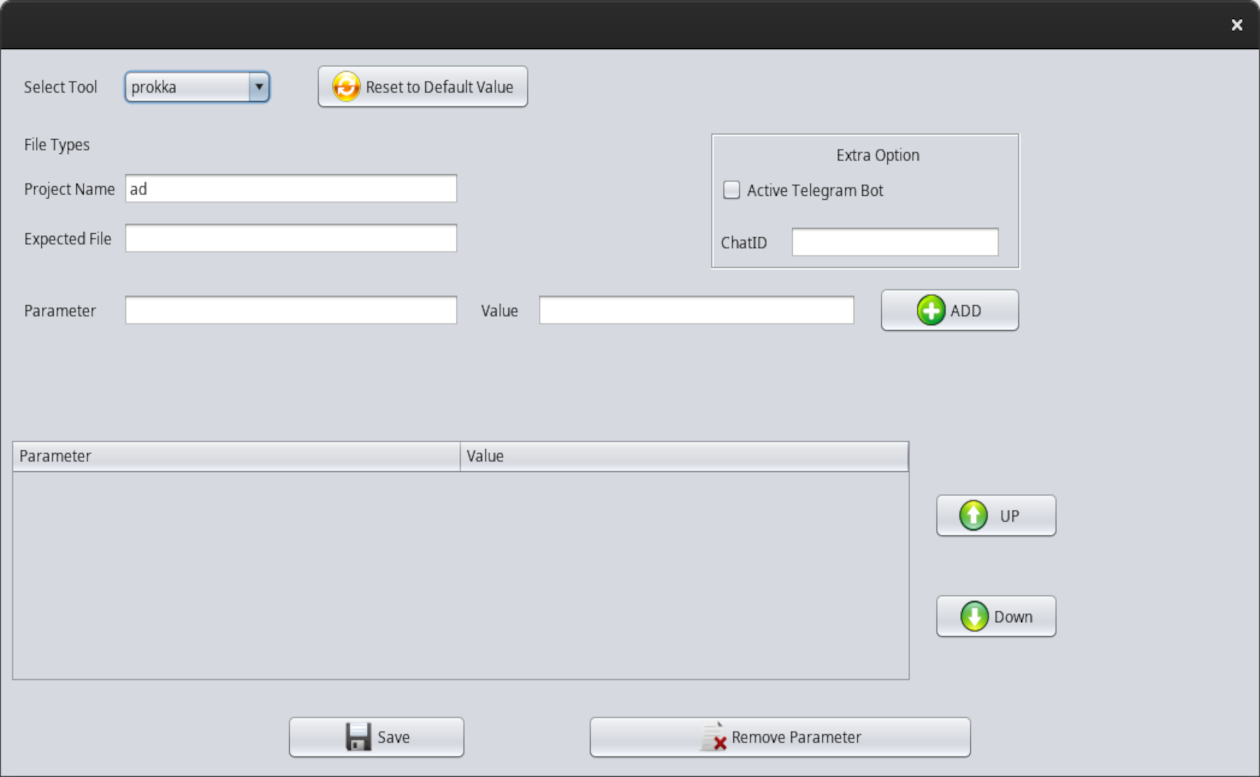 Select Tool prokka Reset to Default Value
File Types
Extra Option
Project Name ad
Active Telegram Bot
Expected File
ChatID
Parameter Value ADD
Parameter Value
UP
Down
Save Remove Parameter